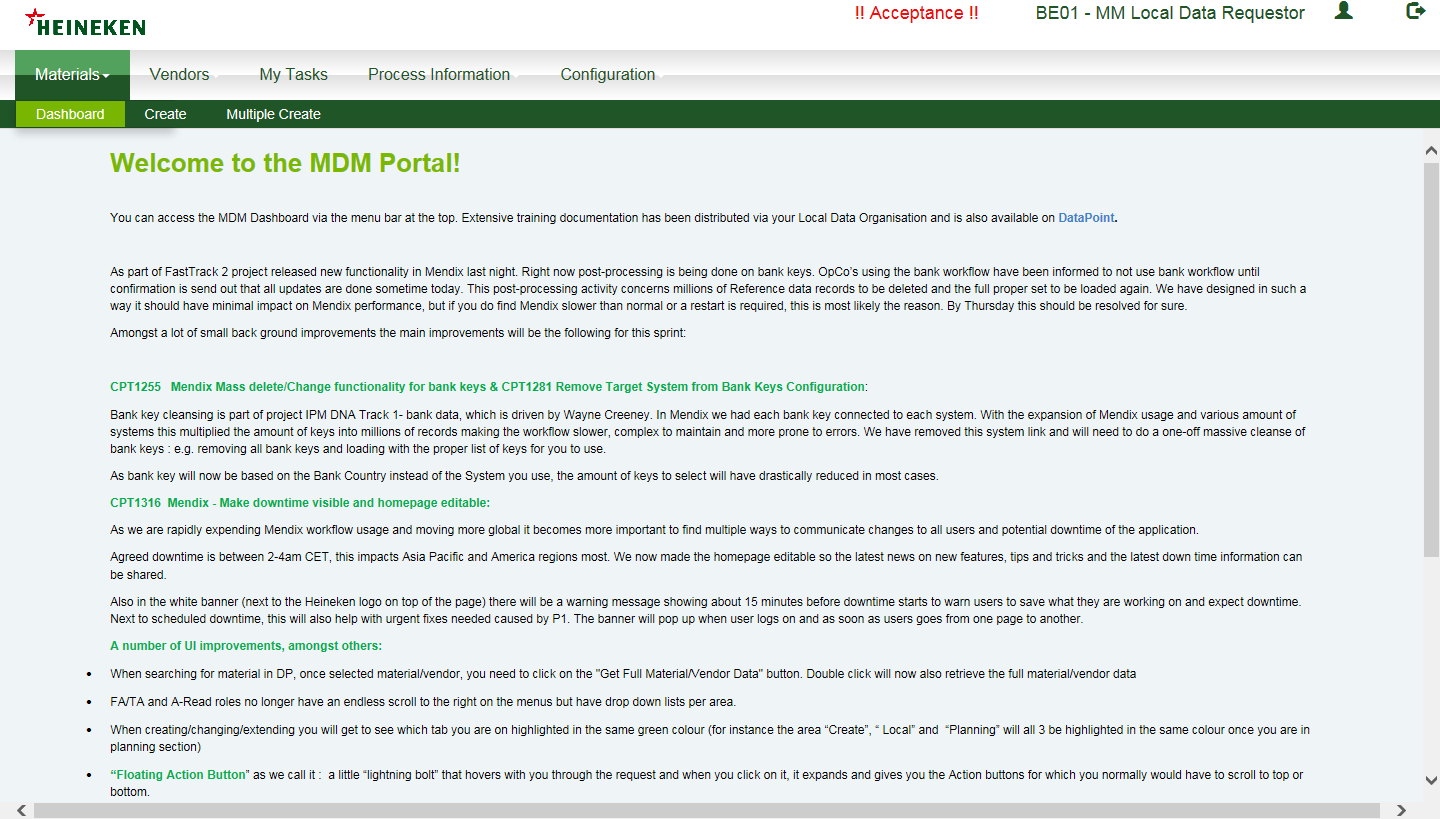 HEINEKEN
!! Acceptance !!
BE01 - MM Local Data Requestor
Materials
Vendors
My Tasks
Process Information
Configuration
Dashboard
Create
Multiple Create
Welcome to the MDM Portal!
You can access the MDM Dashboard via the menu bar at the top. Extensive training documentation has been distributed via your Local Data Organisation and is also available on DataPoint.
As part of FastTrack 2 project released new functionality in Mendix last night. Right now post-processing is being done on bank keys. OpCo's using the bank workflow have been informed to not use bank workflow until
confirmation is send out that all updates are done sometime today. This post-processing activity concerns millions of Reference data records to be deleted and the full proper set to be loaded again. We have designed in such a
way it should have minimal impact on Mendix performance, but if you do find Mendix slower than normal or a restart is required, this is most likely the reason. By Thursday this should be resolved for sure.
Amongst a lot of small back ground improvements the main improvements will be the following for this sprint:
CPT1255 Mendix Mass delete/Change functionality for bank keys & CPT1281 Remove Target System from Bank Keys Configuration:
Bank key cleansing is part of project IPM DNA Track 1- bank data, which is driven by Wayne Creeney. In Mendix we had each bank key connected to each system. With the expansion of Mendix usage and various amount of
systems this multiplied the amount of keys into millions of records making the workflow slower, complex to maintain and more prone to errors. We have removed this system link and will need to do a one-off massive cleanse of
bank keys : e.g. removing all bank keys and loading with the proper list of keys for you to use.
As bank key will now be based on the Bank Country instead of the System you use, the amount of keys to select will have drastically reduced in most cases.
CPT1316 Mendix - Make downtime visible and homepage editable:
As we are rapidly expending Mendix workflow usage and moving more global it becomes more important to find multiple ways to communicate changes to all users and potential downtime of the application.
Agreed downtime is between 2-4am CET, this impacts Asia Pacific and America regions most. We now made the homepage editable so the latest news on new features, tips and tricks and the latest down time information can
be shared.
Also in the white banner (next to the Heineken logo on top of the page) there will be a warning message showing about 15 minutes before downtime starts to warn users to save what they are working on and expect downtime.
Next to scheduled downtime, this will also help with urgent fixes needed caused by P1. The banner will pop up when user logs on and as soon as users goes from one page to another.
A number of UI improvements, amongst others:
• When searching for material in DP, once selected material/vendor, you need to click on the "Get Full Material/Vendor Data" button. Double click will now also retrieve the full material/vendor data
• FA/TA and A-Read roles no longer have an endless scroll to the right on the menus but have drop down lists per area.
• When creating/changing/extending you will get to see which tab you are on highlighted in the same green colour (for instance the area “Create”, “ Local” and “Planning” will all 3 be highlighted in the same colour once you are in
planning section)
• “Floating Action Button” as we call it : a little “lightning bolt” that hovers with you through the request and when you click on it, it expands and gives you the Action buttons for which you normally would have to scroll to top or
bottom.